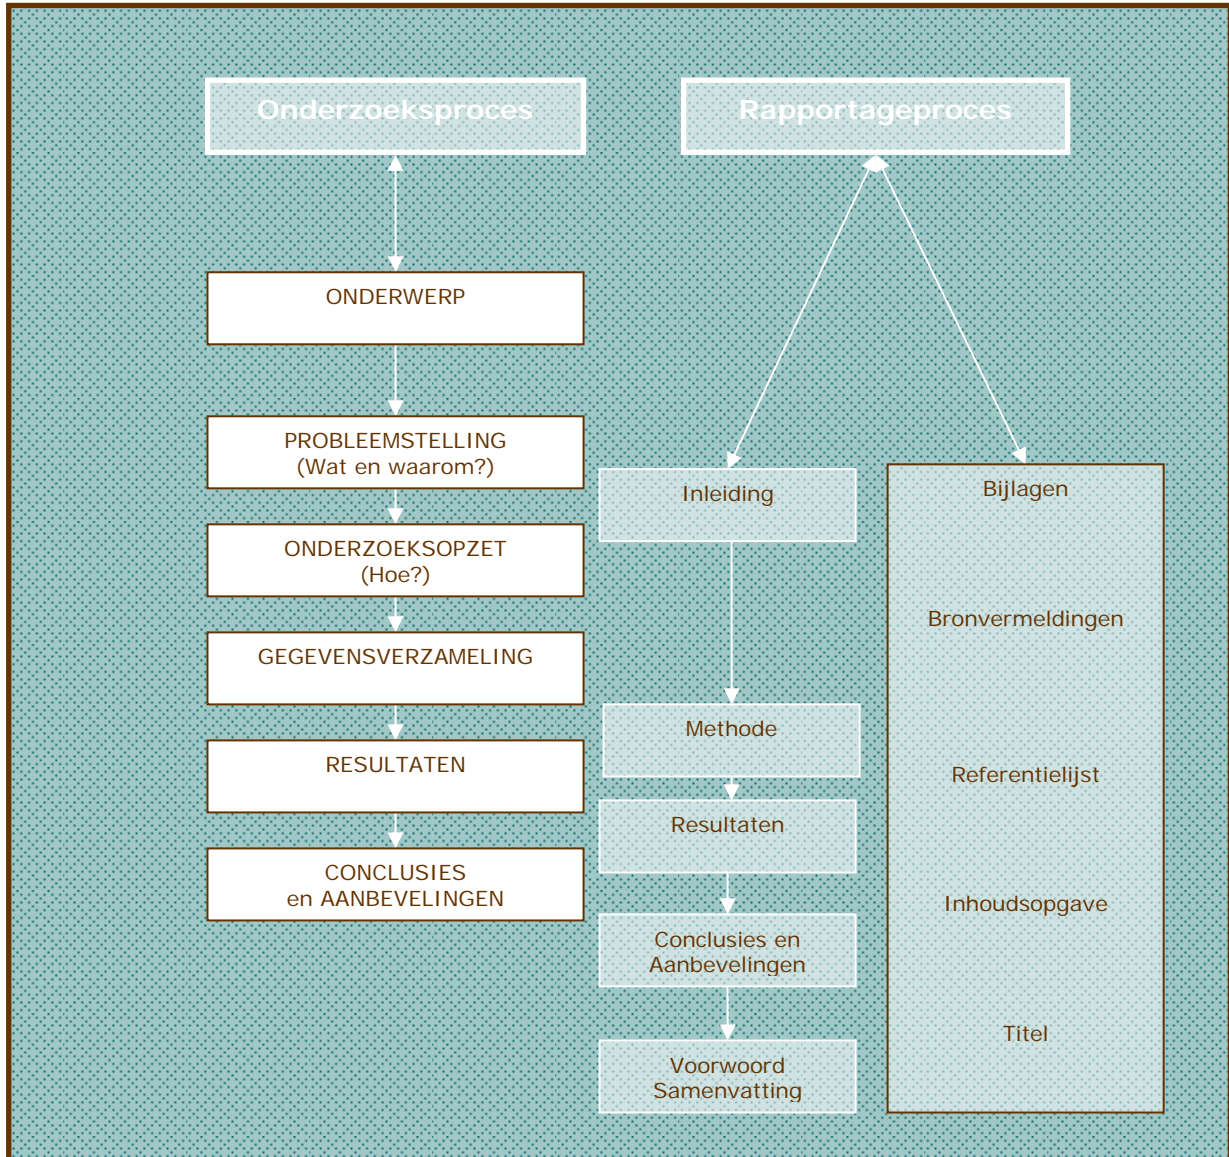 Onderzoeksproces
Rapportageproces
ONDERWERP
PROBLEEMSTELLING
(Wat en waarom?)
ONDERZOEKSOPZET
(Hoe?)
GEGEVENSVERZAMELING
RESULTATEN
CONCLUSIES
en AANBEVELINGEN
Inleiding
Methode
Resultaten
Conclusies en
Aanbevelingen
Voorwoord
Samenvatting
Bijlagen
Bronvermeldingen
Referentielijst
Inhoudsopgave
Titel